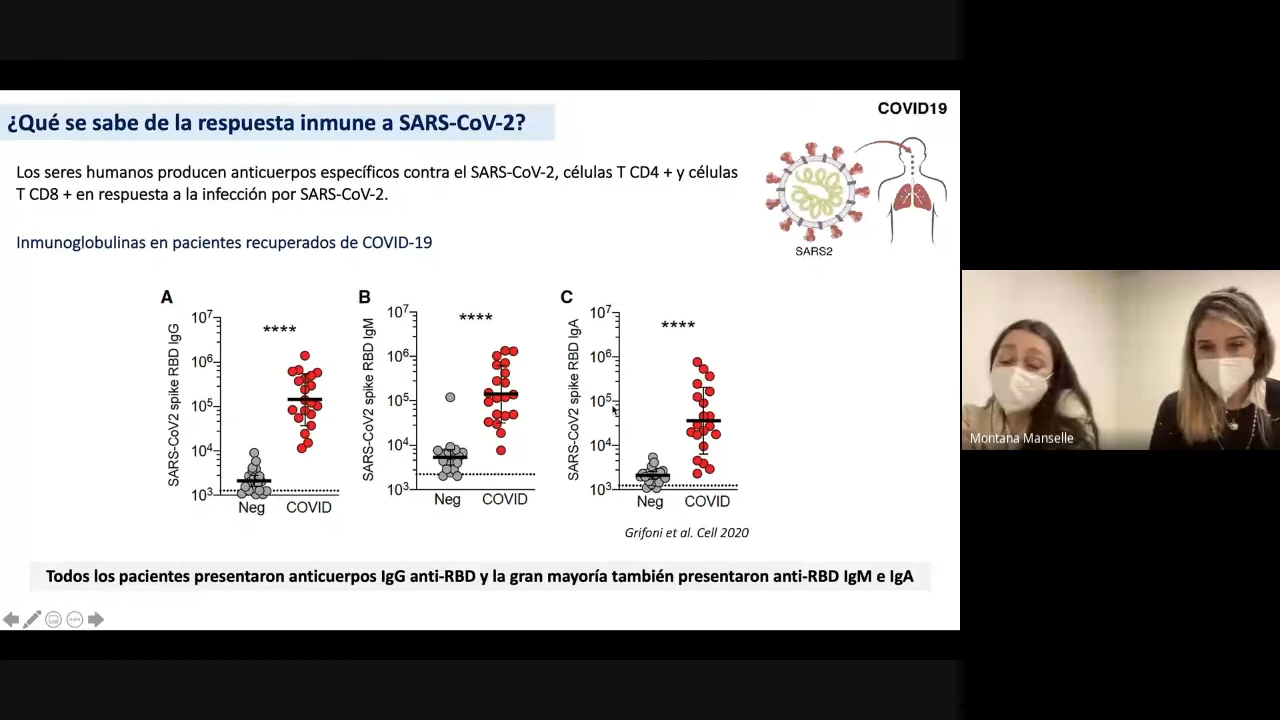 ¿Qué se sabe de la respuesta inmune a SARS-CoV-2?
COVID19
Los seres humanos producen anticuerpos específicos contra el SARS-CoV-2, células T CD4 + y células
T CD8 + en respuesta a la infección por SARS-CoV-2.
SARS2
Inmunoglobulinas en pacientes recuperados de COVID-19
A
SARS-CoV2 spike RBD IgG
10⁷
10⁶
10⁵
10⁴
10³
****
Neg
COVID
B
SARS-CoV2 spike RBD IgM
10⁷
10⁶
10⁵
10⁴
10³
****
Neg
COVID
C
SARS-CoV2 spike RBD IgA
10⁷
10⁶
10⁵
10⁴
10³
****
Neg
COVID
Grifoni et al. Cell 2020
Todos los pacientes presentaron anticuerpos IgG anti-RBD y la gran mayoría también presentaron anti-RBD IgM e IgA
Montana Manselle